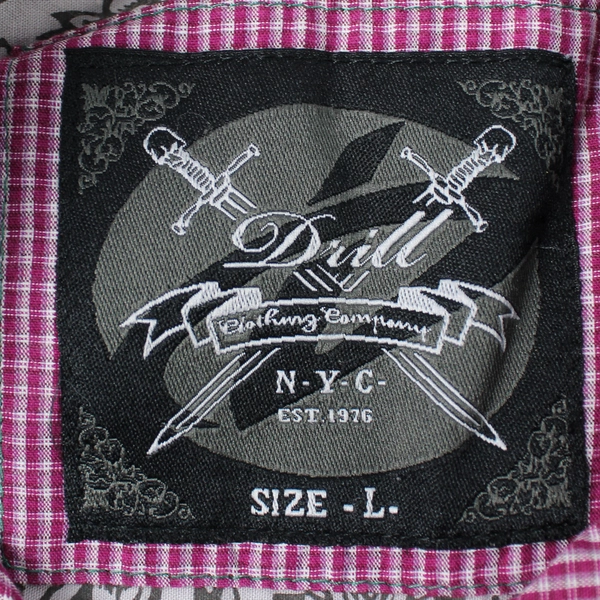 Drill
Clothing Company
N-Y-C-
EST.1976
SIZE -L-